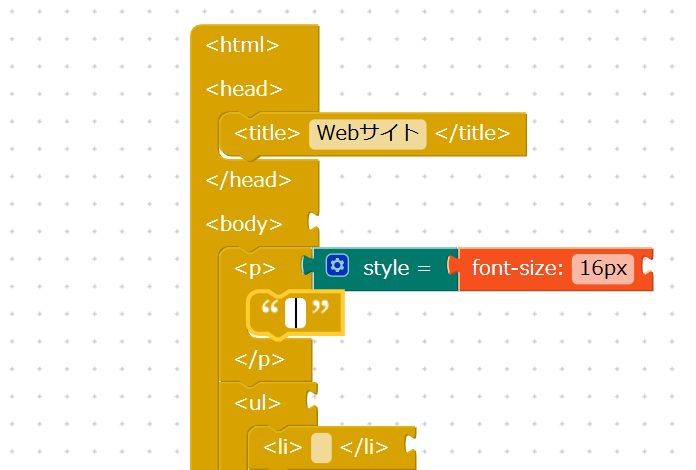 <html>
<head>
<title> Webサイト </title>
</head>
<body>
<p> style = font-size: 16px
“ ”
</p>
<ul>
<li> </li>